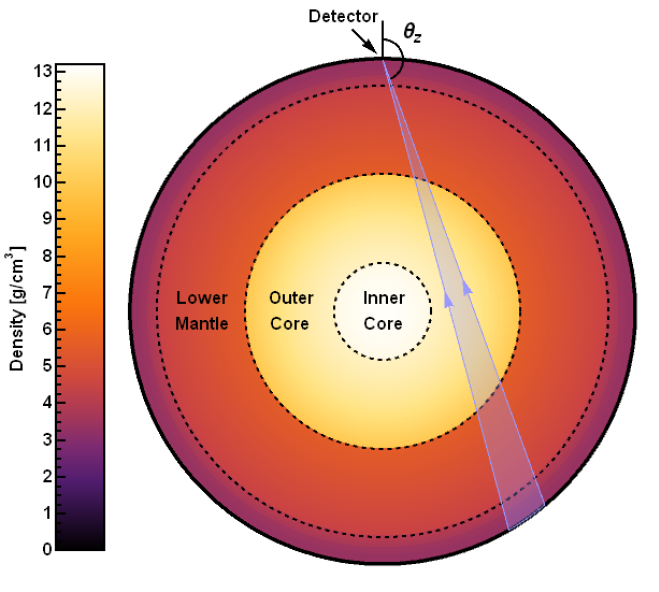 Detector
θz
13
12
11
10
9
8
7
6
5
4
3
2
1
0
Density [g/cm³]
Lower
Mantle
Outer
Core
Inner
Core